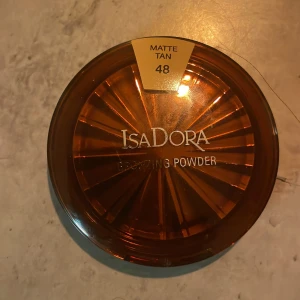 MATTE
TAN
48
ISADORA
BRONZING POWDER